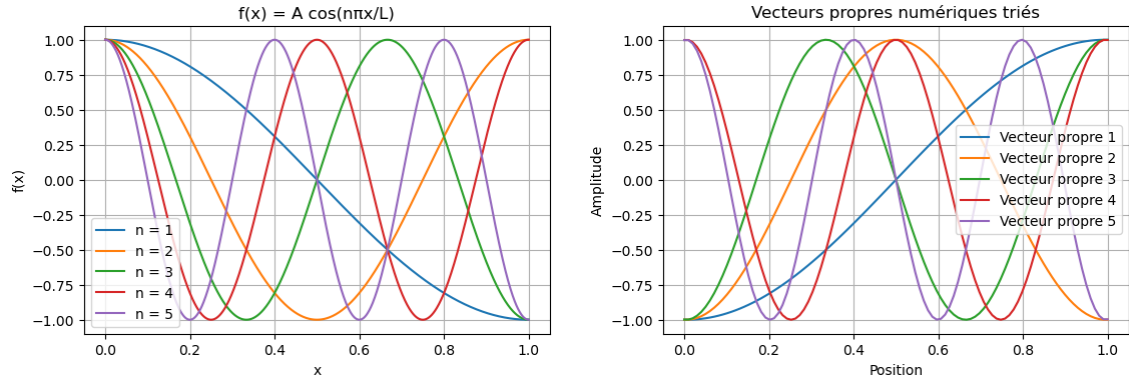 f(x) = A cos(nπx/L)
f(x)
1.00
0.75
0.50
0.25
0.00
−0.25
−0.50
−0.75
−1.00
n = 1
n = 2
n = 3
n = 4
n = 5
0.0 0.2 0.4 0.6 0.8 1.0
x
Vecteurs propres numériques triés
Amplitude
1.00
0.75
0.50
0.25
0.00
−0.25
−0.50
−0.75
−1.00
Vecteur propre 1
Vecteur propre 2
Vecteur propre 3
Vecteur propre 4
Vecteur propre 5
0.0 0.2 0.4 0.6 0.8 1.0
Position